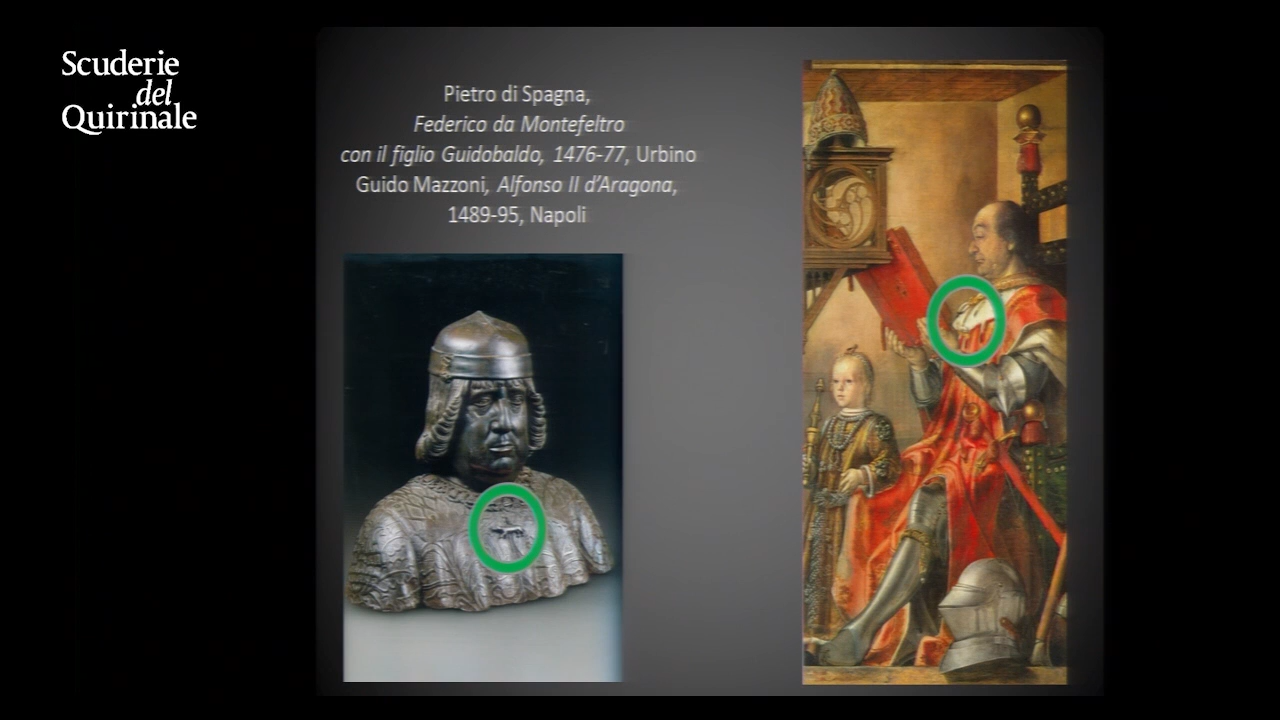 Scuderie
del
Quirinale
Pietro di Spagna,
Federico da Montefeltro
con il figlio Guidobaldo, 1476-77, Urbino
Guido Mazzoni, Alfonso II d'Aragona,
1489-95, Napoli